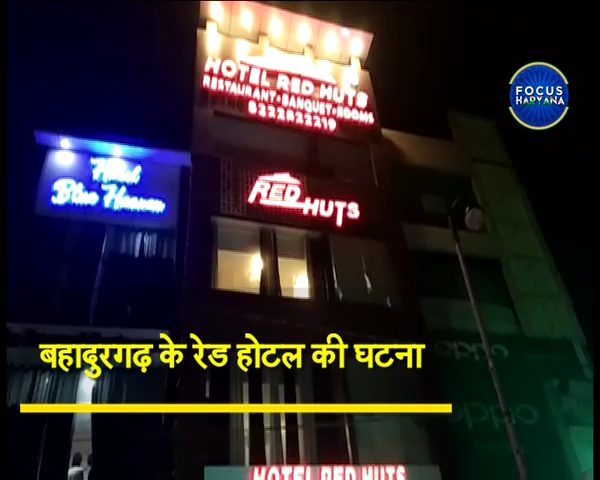 HOTEL RED HUTS
RESTAURANT • BANQUET • ROOMS
8222822219
FOCUS
HARYANA
Hotel
Blue Heaven
RED HUTS
बहादुरगढ़ के रेड होटल की घटना
oppo
oppo
HOTEL RED HUTS